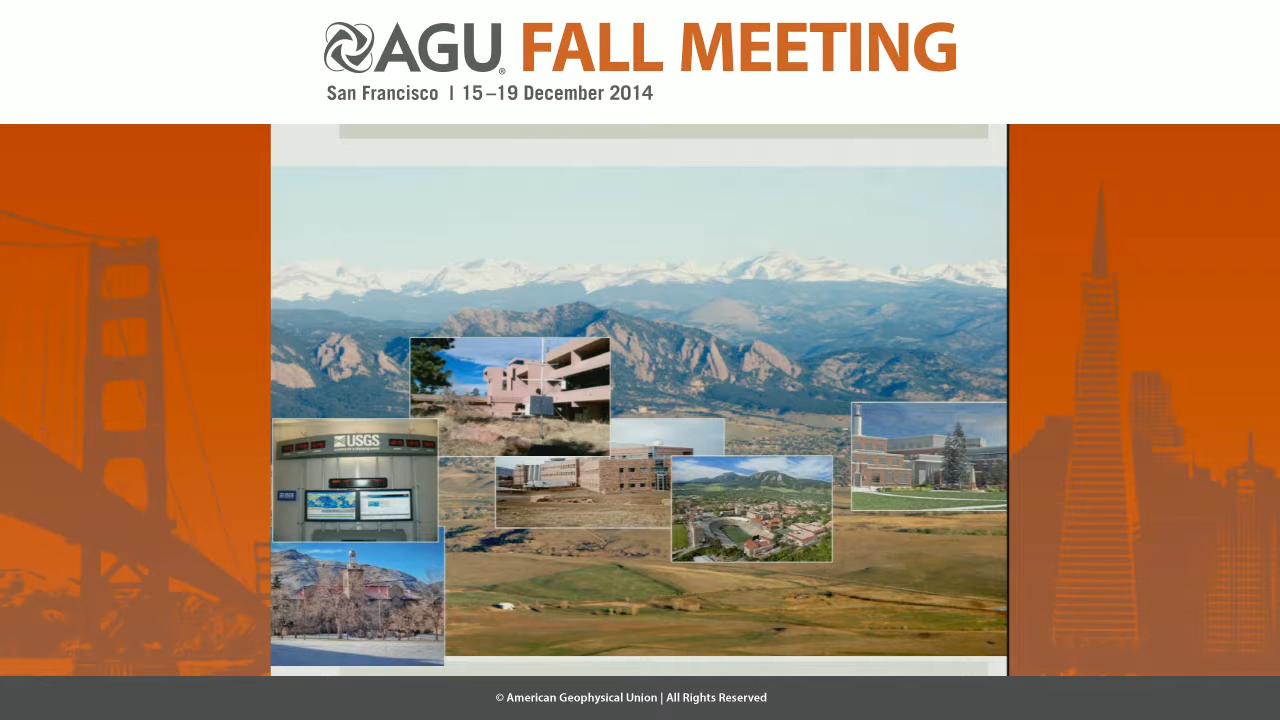 AGU® FALL MEETING
San Francisco | 15–19 December 2014
USGS
© American Geophysical Union | All Rights Reserved